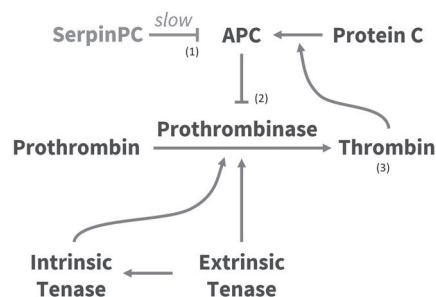 slow
SerpinPC APC Protein C
(1)
(2)
Prothrombinase
Prothrombin Thrombin
(3)
Intrinsic Extrinsic
Tenase Tenase